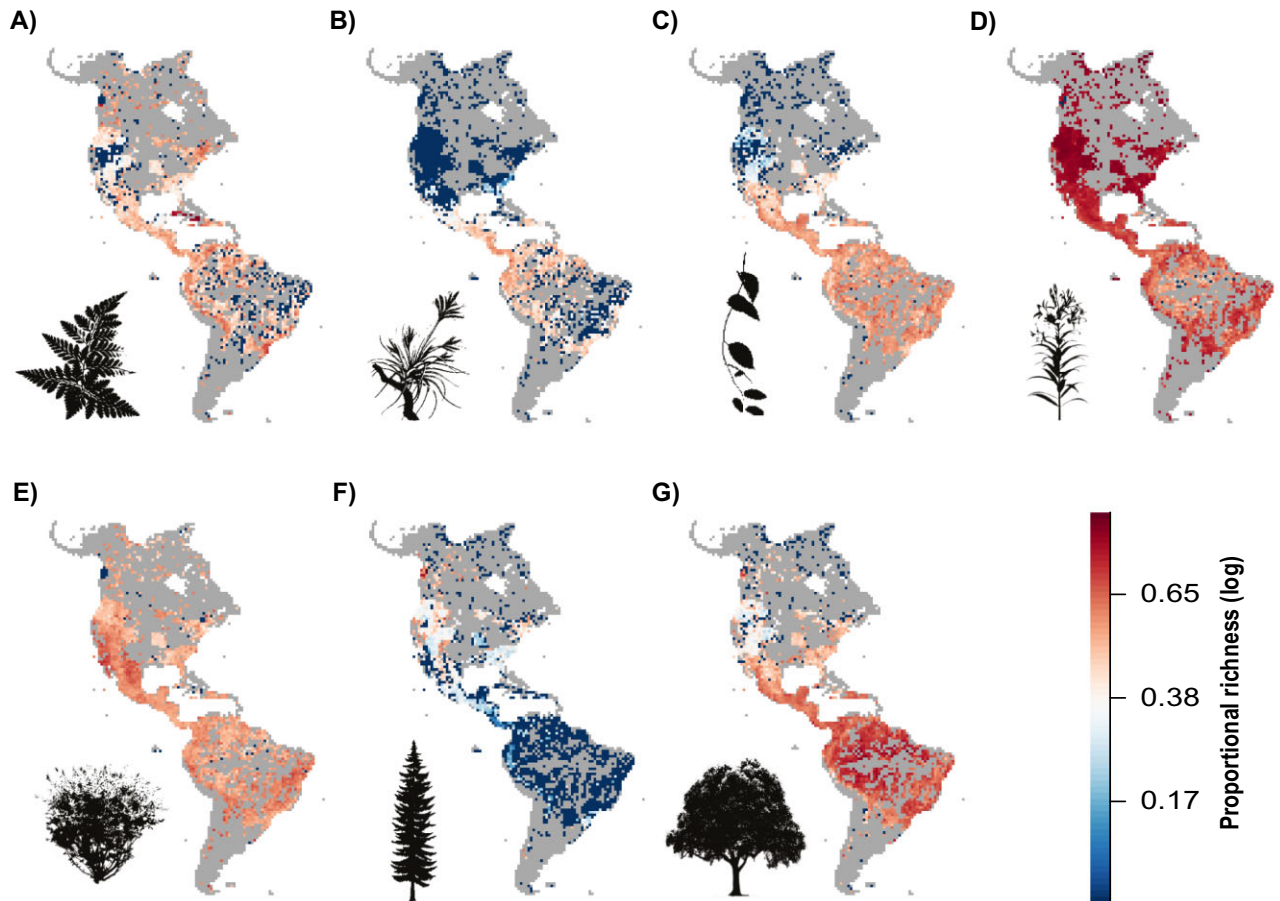 A)
B)
C)
D)
E)
F)
G)
0.65
0.38
0.17
Proportional richness (log)